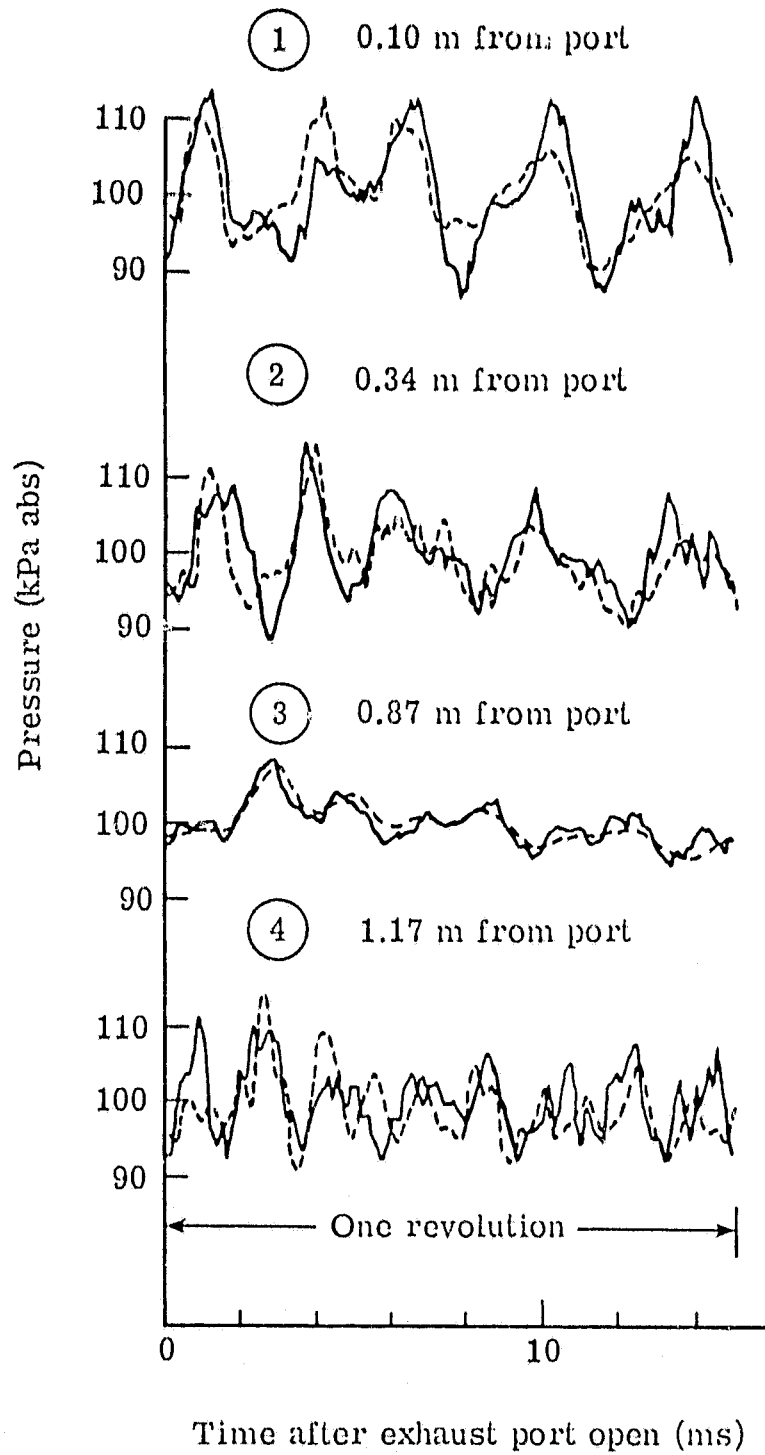 1 0.10 m from port
110
100
90
2 0.34 m from port
110
100
90
3 0.87 m from port
110
100
90
4 1.17 m from port
110
100
90
Pressure (kPa abs)
One revolution
0 10
Time after exhaust port open (ms)